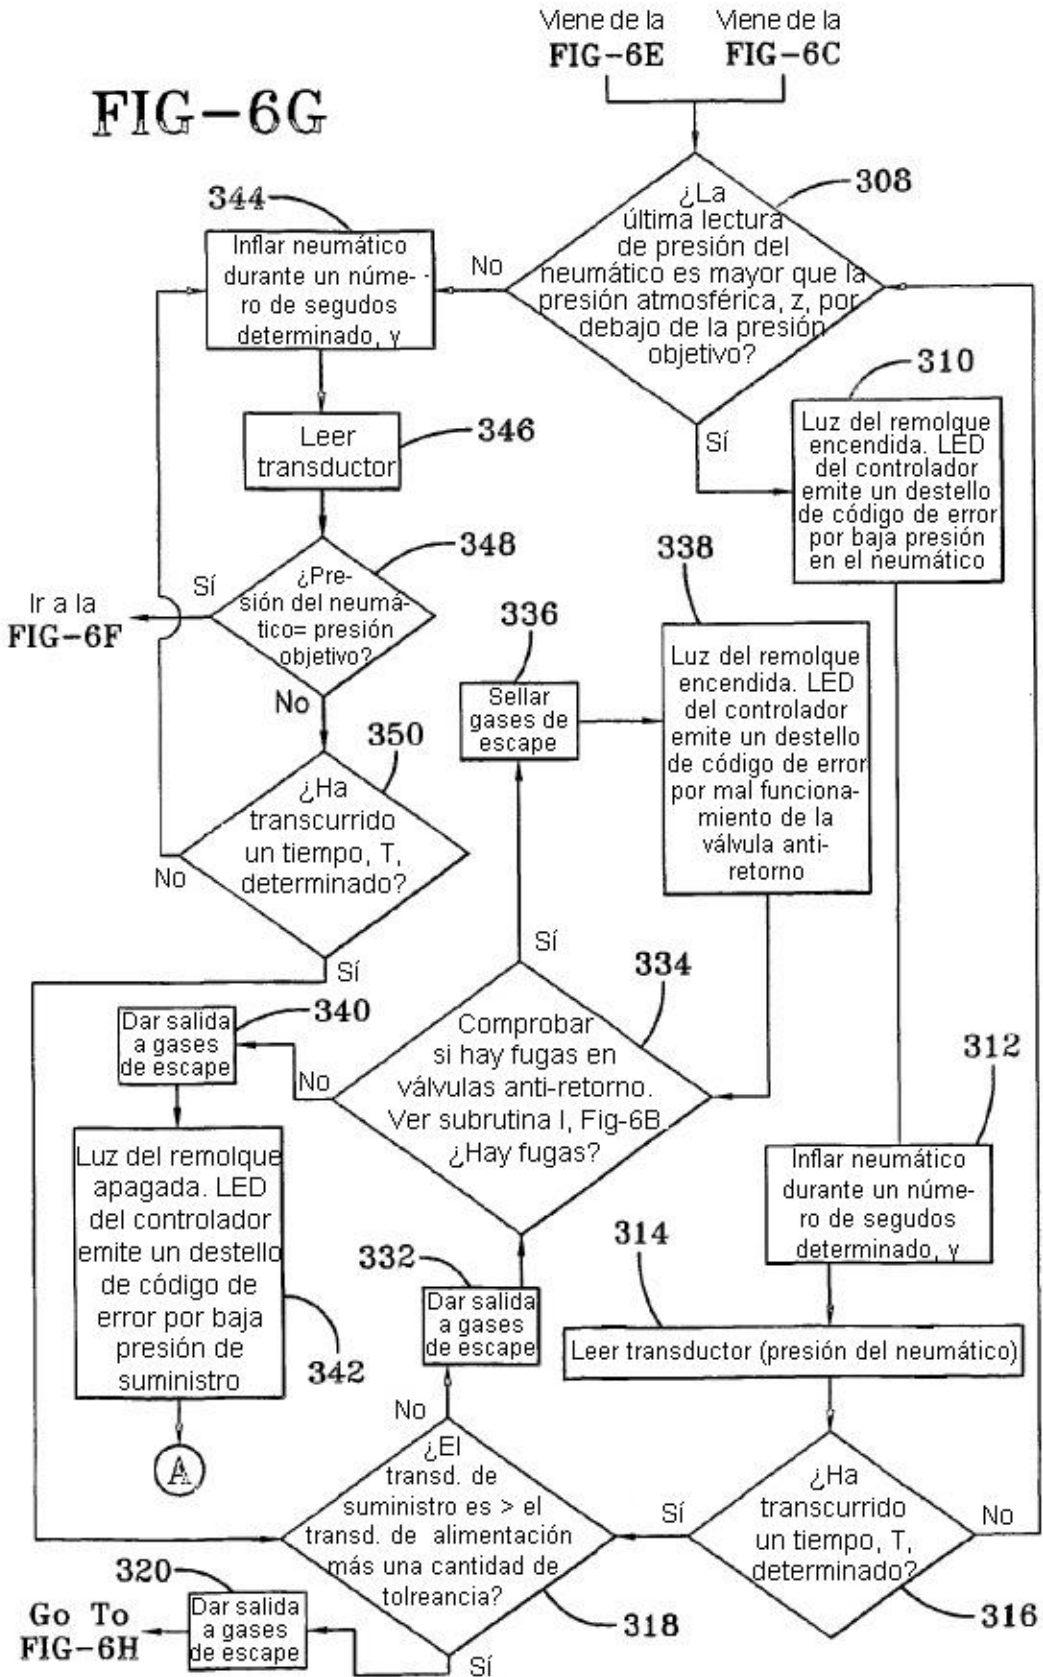 Viene de la
FIG-6E
Viene de la
FIG-6C
FIG-6G
308
¿La
última lectura
de presión del
neumático es mayor que la
presión atmosférica, z, por
debajo de la presión
objetivo?
No
Sí
344
Inflar neumático
durante un núme-
ro de segudos
determinado, y
346
Leer
transductor
348
¿Pre-
sión del neumá-
tico= presión
objetivo?
Sí
Ir a la
FIG-6F
No
350
¿Ha
transcurrido
un tiempo, T,
determinado?
No
Sí
310
Luz del remolque
encendida. LED
del controlador
emite un destello
de código de error
por baja presión
en el neumático
336
Sellar
gases de
escape
338
Luz del remolque
encendida. LED
del controlador
emite un destello
de código de error
por mal funciona-
miento de la
válvula anti-
retorno
Sí
334
Comprobar
si hay fugas en
válvulas anti-retorno.
Ver subrutina I, Fig-6B
¿Hay fugas?
No
340
Dar salida
a gases
de escape
Luz del remolque
apagada. LED
del controlador
emite un destello
de código de
error por baja
presión de
suministro
342
A
332
Dar salida
a gases
de escape
No
312
Inflar neumático
durante un núme-
ro de segudos
determinado, y
314
Leer transductor (presión del neumático)
¿Ha
transcurrido
un tiempo, T,
determinado?
No
Sí
316
¿El
transd. de
suministro es > el
transd. de alimentación
más una cantidad de
tolreancia?
318
Sí
320
Dar salida
a gases
de escape
Go To
FIG-6H